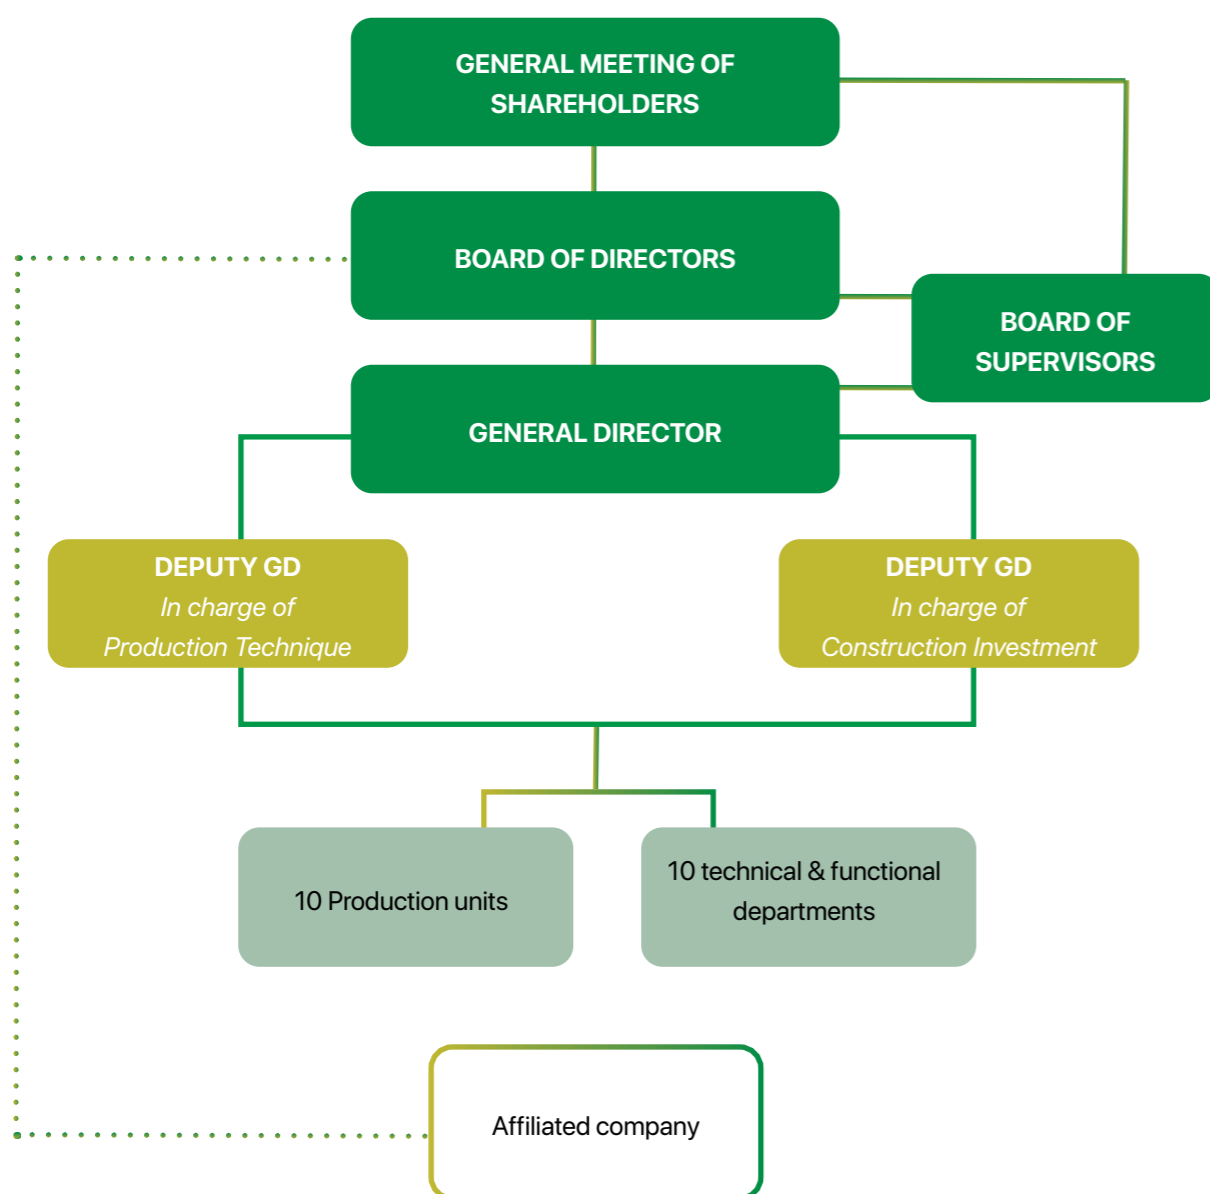 GENERAL MEETING OF
SHAREHOLDERS
BOARD OF DIRECTORS
BOARD OF
SUPERVISORS
GENERAL DIRECTOR
DEPUTY GD
In charge of
Production Technique
DEPUTY GD
In charge of
Construction Investment
10 Production units
10 technical & functional
departments
Affiliated company